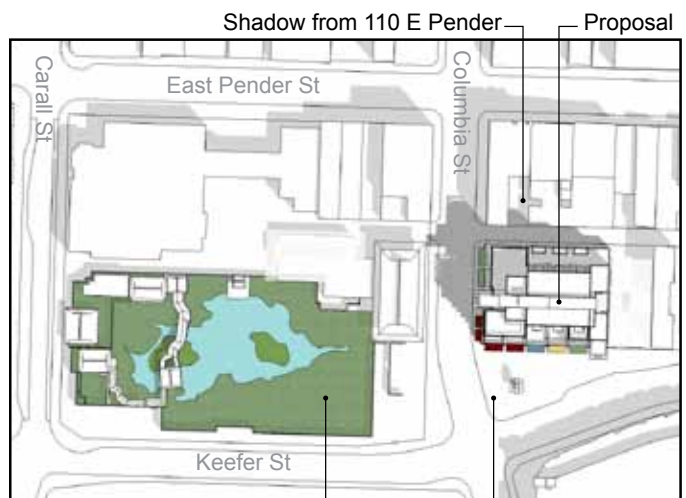 Shadow from 110 E Pender
Proposal
Carall St
East Pender St
Columbia St
Keefer St